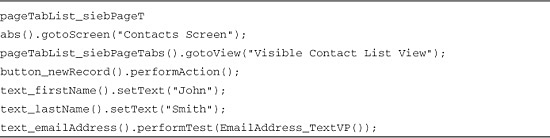 pageTabList_siebPageT
abs().gotoScreen("Contacts Screen");
pageTabList_siebPageTabs().gotoView("Visible Contact List View");
button_newRecord().performAction();
text_firstName().setText("John");
text_lastName().setText("Smith");
text_emailAddress().performTest(EmailAddress_TextVP());